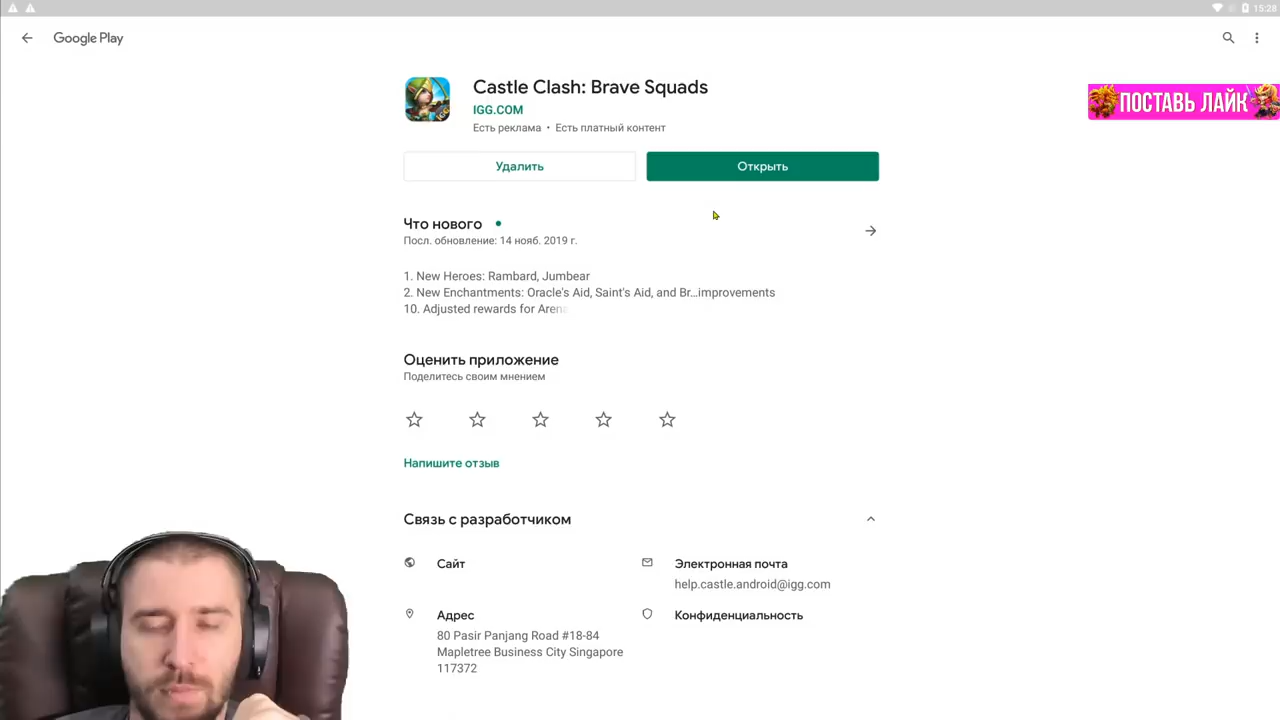 15:28
Google Play
Castle Clash: Brave Squads
IGG.COM
Есть реклама • Есть платный контент
ПОСТАВЬ ЛАЙК
Удалить
Открыть
Что нового
Посл. обновление: 14 нояб. 2019 г.
1. New Heroes: Rambard, Jumbear
2. New Enchantments: Oracle's Aid, Saint's Aid, and Br...improvements
10. Adjusted rewards for Arena
Оценить приложение
Поделитесь своим мнением
Напишите отзыв
Связь с разработчиком
Сайт
Электронная почта
help.castle.android@igg.com
Адрес
Конфиденциальность
80 Pasir Panjang Road #18-84
Mapletree Business City Singapore
117372